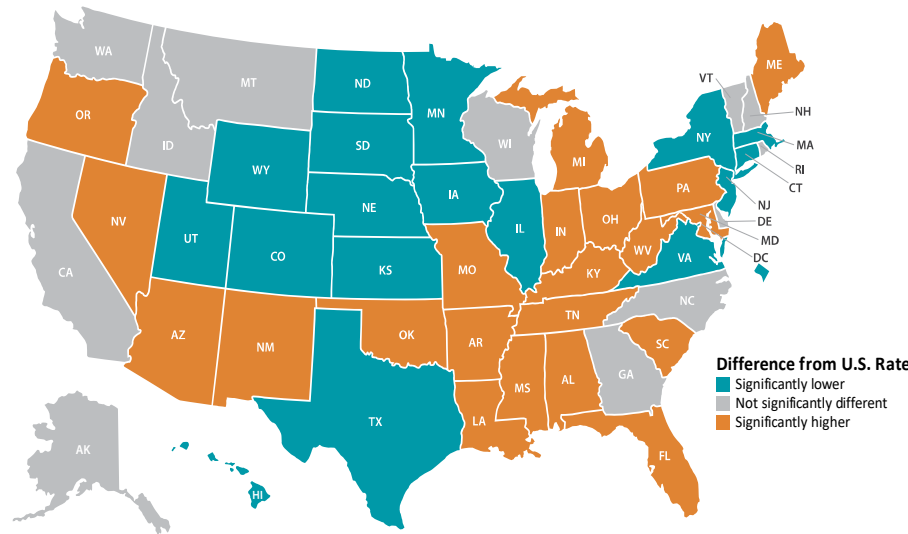 WA
MT
ND
MN
VT
ME
OR
ID
SD
WI
NY
NH
MA
RI
CT
WY
MI
IA
PA
NJ
NV
NE
IL
IN
OH
DE
MD
DC
UT
CO
WV
VA
CA
KS
MO
KY
NC
AZ
NM
OK
AR
TN
SC
MS
AL
GA
LA
TX
FL
AK
HI
Difference from U.S. Rate
Significantly lower
Not significantly different
Significantly higher